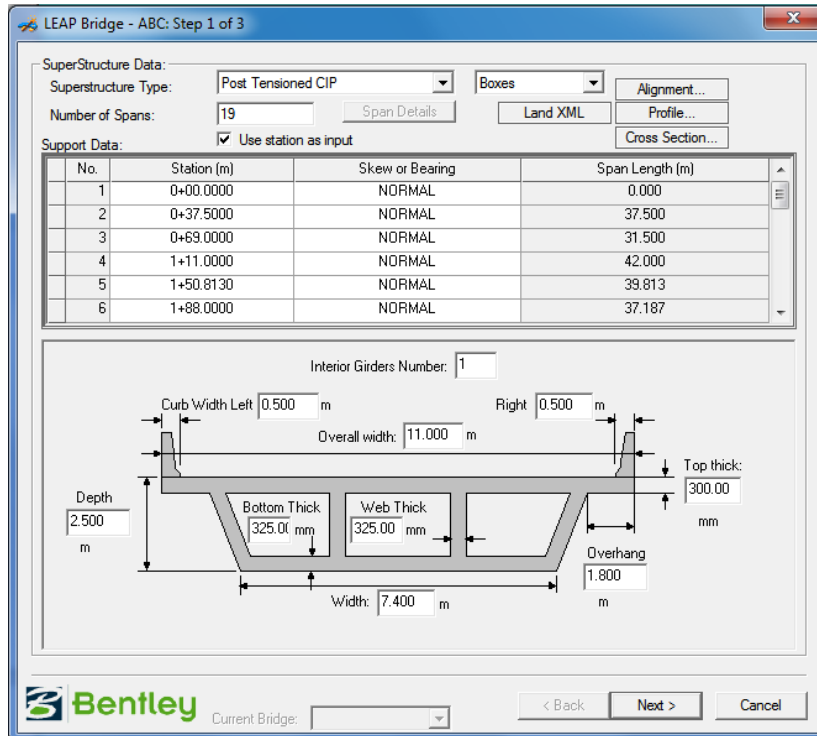 LEAP Bridge - ABC: Step 1 of 3
x
SuperStructure Data:
Superstructure Type: Post Tensioned CIP Boxes Alignment...
Number of Spans: 19 Span Details Land XML Profile...
Support Data: Use station as input Cross Section...
No. Station (m) Skew or Bearing Span Length (m)
1 0+00.0000 NORMAL 0.000
2 0+37.5000 NORMAL 37.500
3 0+69.0000 NORMAL 31.500
4 1+11.0000 NORMAL 42.000
5 1+50.8130 NORMAL 39.813
6 1+88.0000 NORMAL 37.187
Interior Girders Number: 1
Curb Width Left 0.500 m Right 0.500 m
Overall width: 11.000 m
Top thick:
300.00
mm
Depth
2.500
m
Bottom Thick Web Thick
325.0( mm 325.00 mm
Overhang
1.800
m
Width: 7.400 m
Bentley
Current Bridge:
< Back Next > Cancel